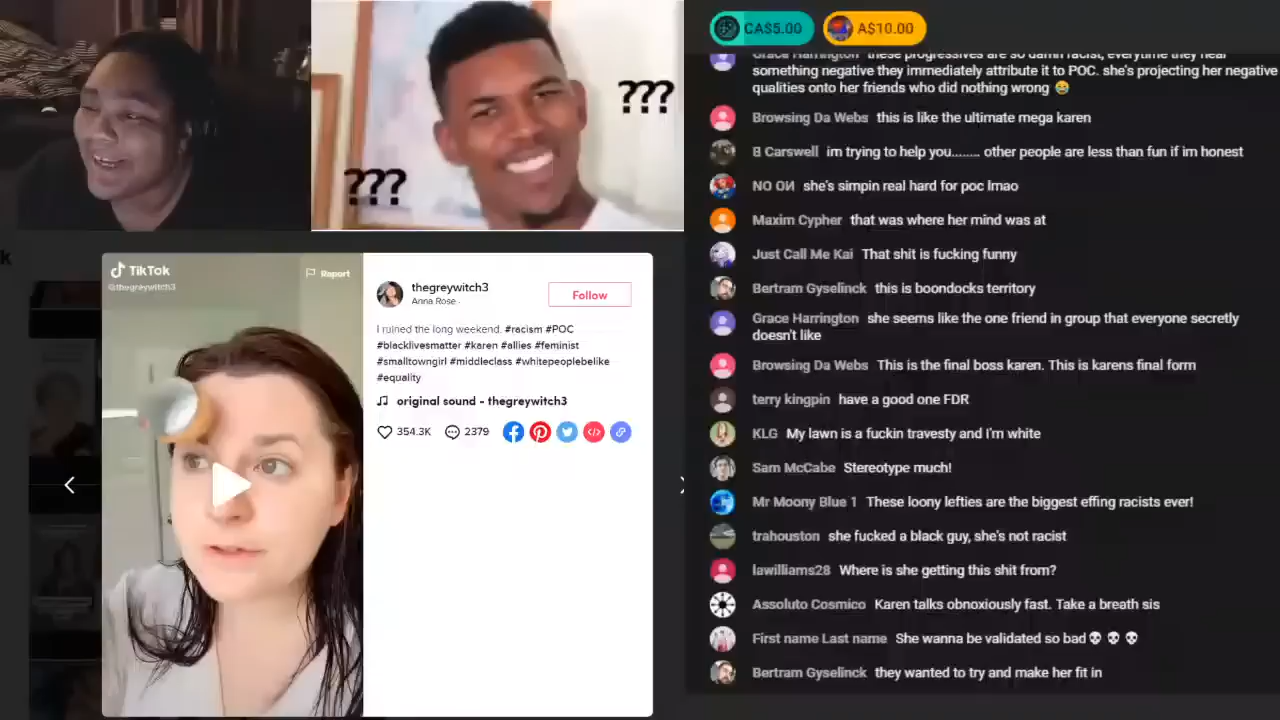 ???
???
k
TikTok
@thegreywitch3
Report
thegreywitch3
Anna Rose ·
Follow
I ruined the long weekend. #racism #POC
#blacklivesmatter #karen #allies #feminist
#smalltowngirl #middleclass #whitepeoplebelike
#equality
original sound - thegreywitch3
354.3K
2379
CA$5.00
A$10.00
Grace Harrington these progressives are so damn racist, everytime they hear
something negative they immediately attribute it to POC. she's projecting her negative
qualities onto her friends who did nothing wrong 😂
Browsing Da Webs this is like the ultimate mega karen
B Carswell im trying to help you........ other people are less than fun if im honest
NO ОИ she's simpin real hard for poc lmao
Maxim Cypher that was where her mind was at
Just Call Me Kai That shit is fucking funny
Bertram Gyselinck this is boondocks territory
Grace Harrington she seems like the one friend in group that everyone secretly
doesn't like
Browsing Da Webs This is the final boss karen. This is karens final form
terry kingpin have a good one FDR
KLG My lawn is a fuckin travesty and i'm white
Sam McCabe Stereotype much!
Mr Moony Blue 1 These loony lefties are the biggest effing racists ever!
trahouston she fucked a black guy, she's not racist
lawilliams28 Where is she getting this shit from?
Assoluto Cosmico Karen talks obnoxiously fast. Take a breath sis
First name Last name She wanna be validated so bad💀 💀 💀
Bertram Gyselinck they wanted to try and make her fit in